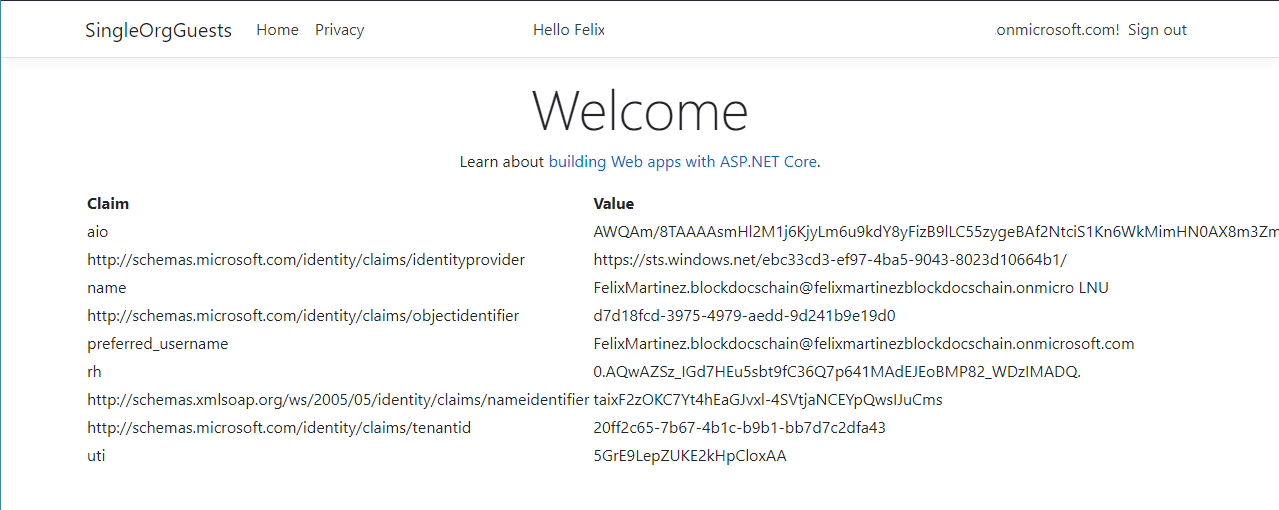 SingleOrgGuests Home Privacy Hello Felix .onmicrosoft.com! Sign out
Welcome
Learn about building Web apps with ASP.NET Core.
Claim Value
aio AWQAm/8TAAAAsmHl2M1j6KjyLm6u9kdY8yFizB9lLC55zygeBAf2NtciS1Kn6WkMimHN0AX8m3Zm
http://schemas.microsoft.com/identity/claims/identityprovider https://sts.windows.net/ebc33cd3-ef97-4ba5-9043-8023d10664b1/
name FelixMartinez.blockdocschain@felixmartinezblockdocschain.onmicro LNU
http://schemas.microsoft.com/identity/claims/objectidentifier d7d18fcd-3975-4979-aedd-9d241b9e19d0
preferred_username FelixMartinez.blockdocschain@felixmartinezblockdocschain.onmicrosoft.com
rh 0.AQwAZSz_IGd7HEu5sbt9fC36Q7p641MAdEJEoBMP82_WDzIMADQ.
http://schemas.xmlsoap.org/ws/2005/05/identity/claims/nameidentifier taixF2zOKC7Yt4hEaGJvxl-4SVtjaNCEYpQwsIJuCms
http://schemas.microsoft.com/identity/claims/tenantid 20ff2c65-7b67-4b1c-b9b1-bb7d7c2dfa43
uti 5GrE9LepZUKE2kHpCloxAA